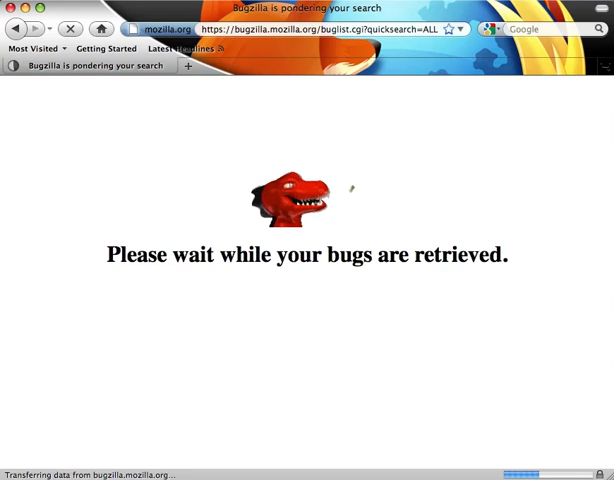 Bugzilla is pondering your search
mozilla.org https://bugzilla.mozilla.org/buglist.cgi?quicksearch=ALL Google
Most Visited Getting Started Latest Headlines
Bugzilla is pondering your search
Please wait while your bugs are retrieved.
Transferring data from bugzilla.mozilla.org...